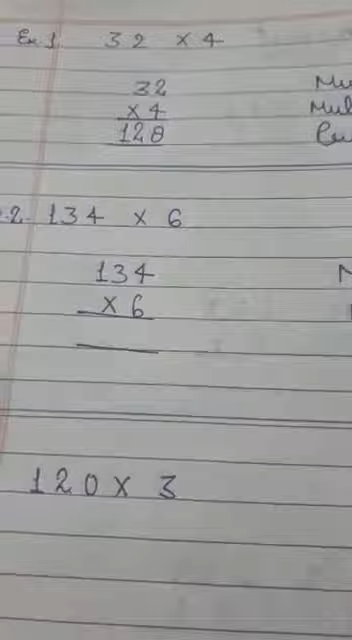 Ex 1. 32 × 4
32
× 4
128
2. 134 × 6
134
× 6
120 × 3